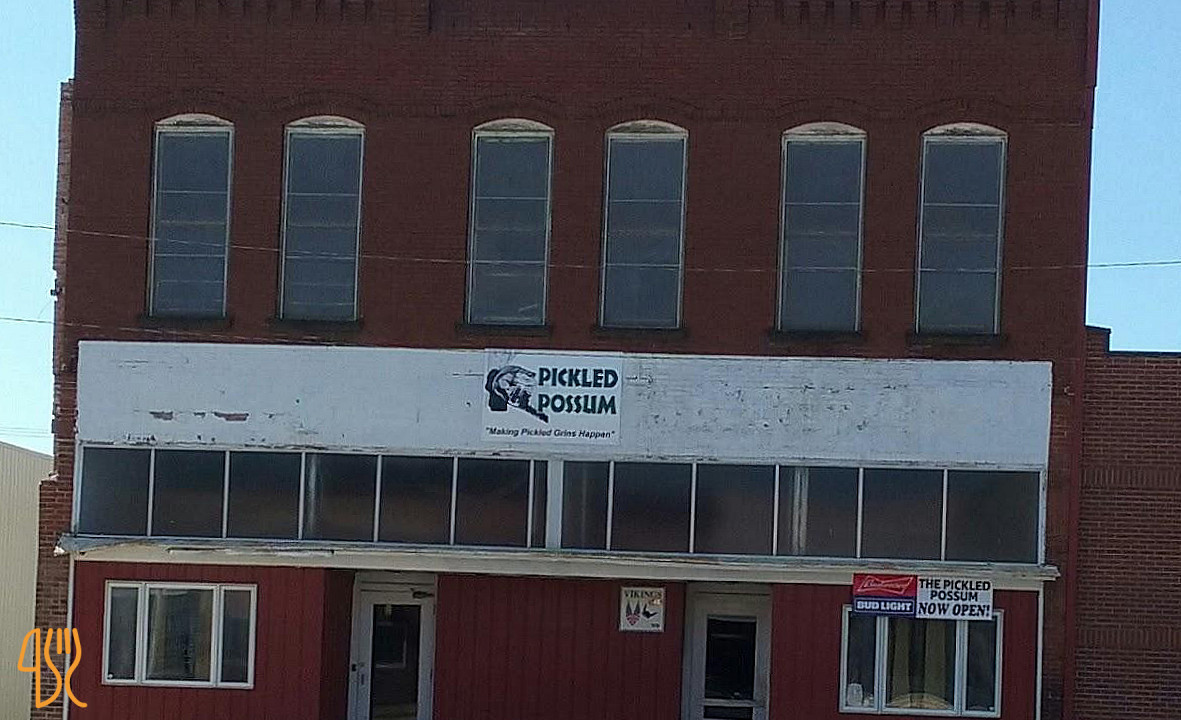 PICKLED
POSSUM
"Making Pickled Grins Happen"
VIKINGS
Budweiser
BUD LIGHT
THE PICKLED
POSSUM
NOW OPEN!